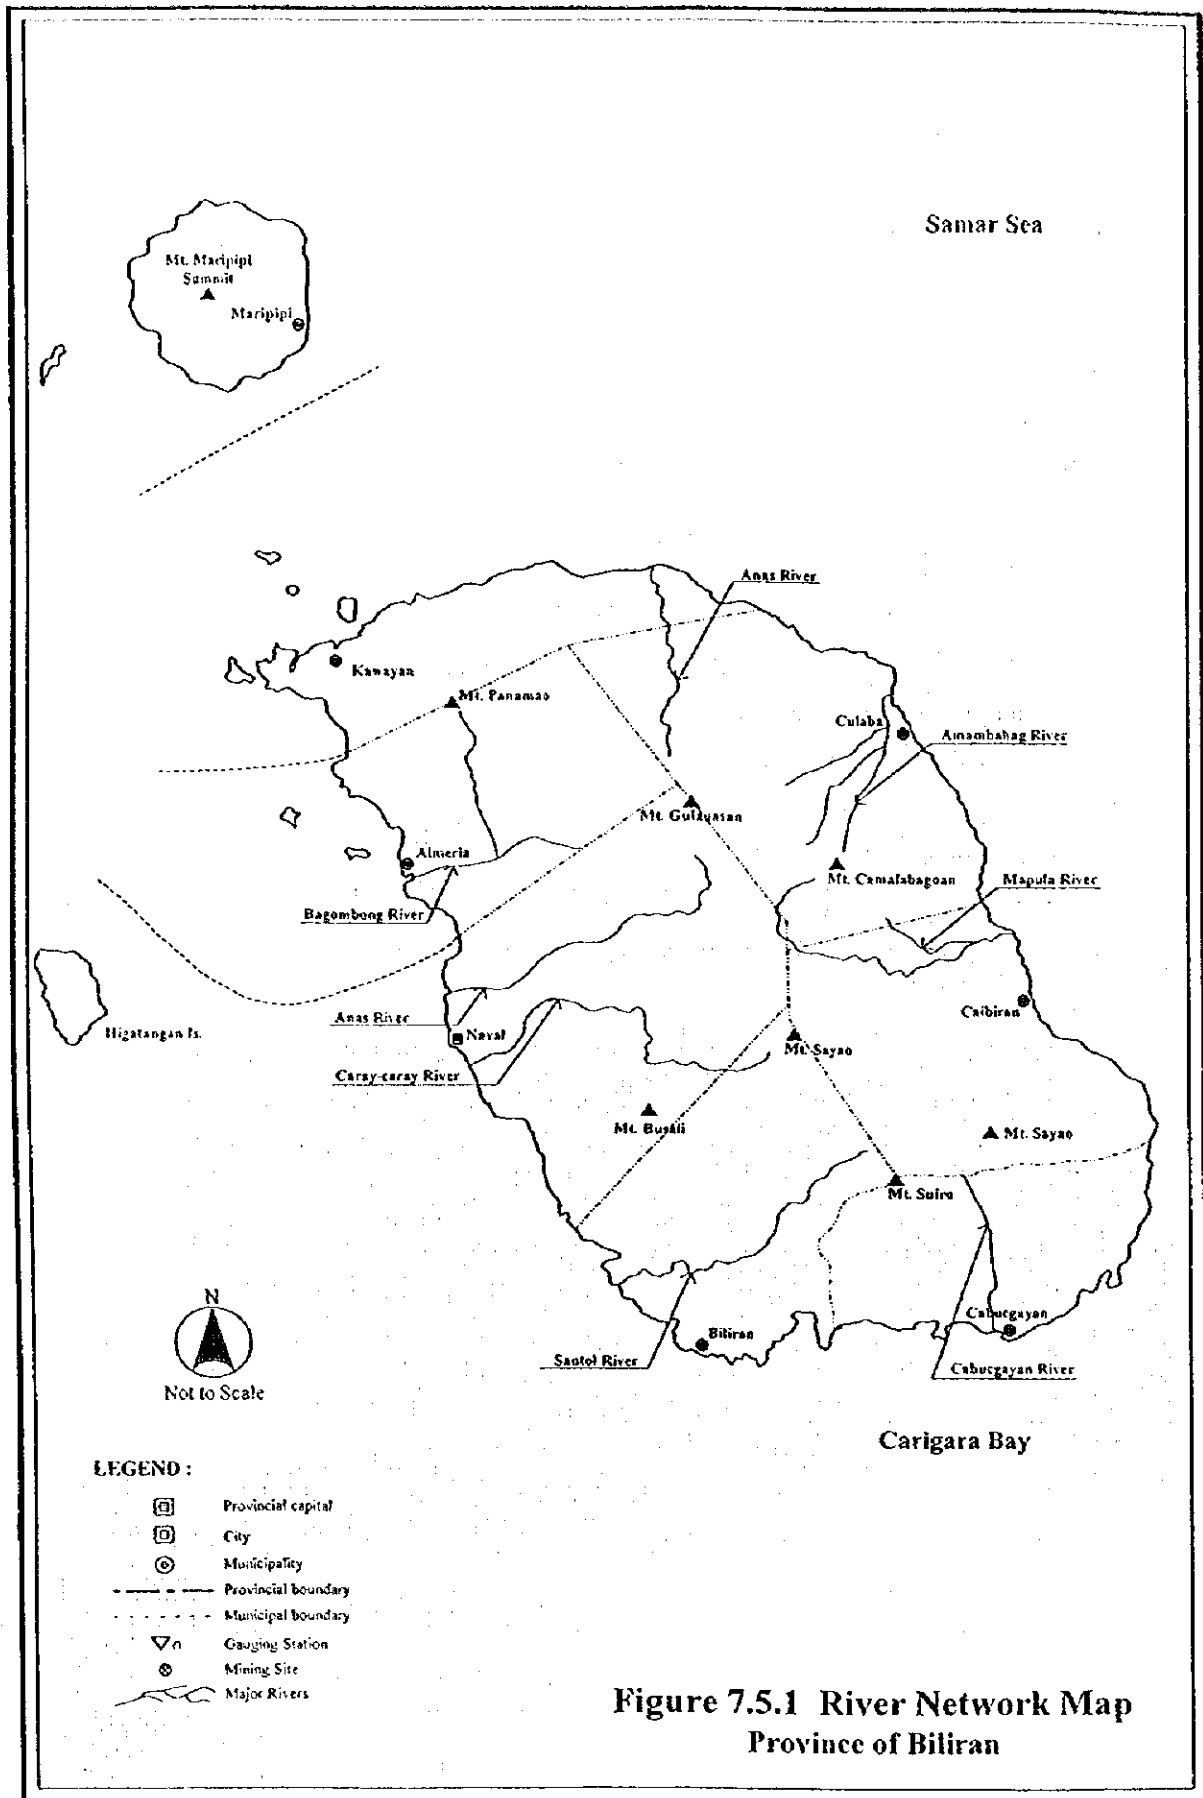 Samar Sea
Mt. Maripipi
Summit
Maripipi
Anas River
Kawayan
Mt. Panamao
Culaba
Amambahag River
Mt. Gulayasan
Almeria
Mt. Camalabagoan
Mapula River
Bagombong River
Caibiran
Anas River
Naval
Higatangan Is.
Mt. Sayao
Caray-caray River
Mt. Busali
Mt. Sayao
Mt. Suiro
N
Cabucgayan
Biliran
Santol River
Cabucgayan River
Not to Scale
Carigara Bay
LEGEND :
Provincial capital
City
Municipality
Provincial boundary
Municipal boundary
Gauging Station
Mining Site
Major Rivers
Figure 7.5.1 River Network Map
Province of Biliran